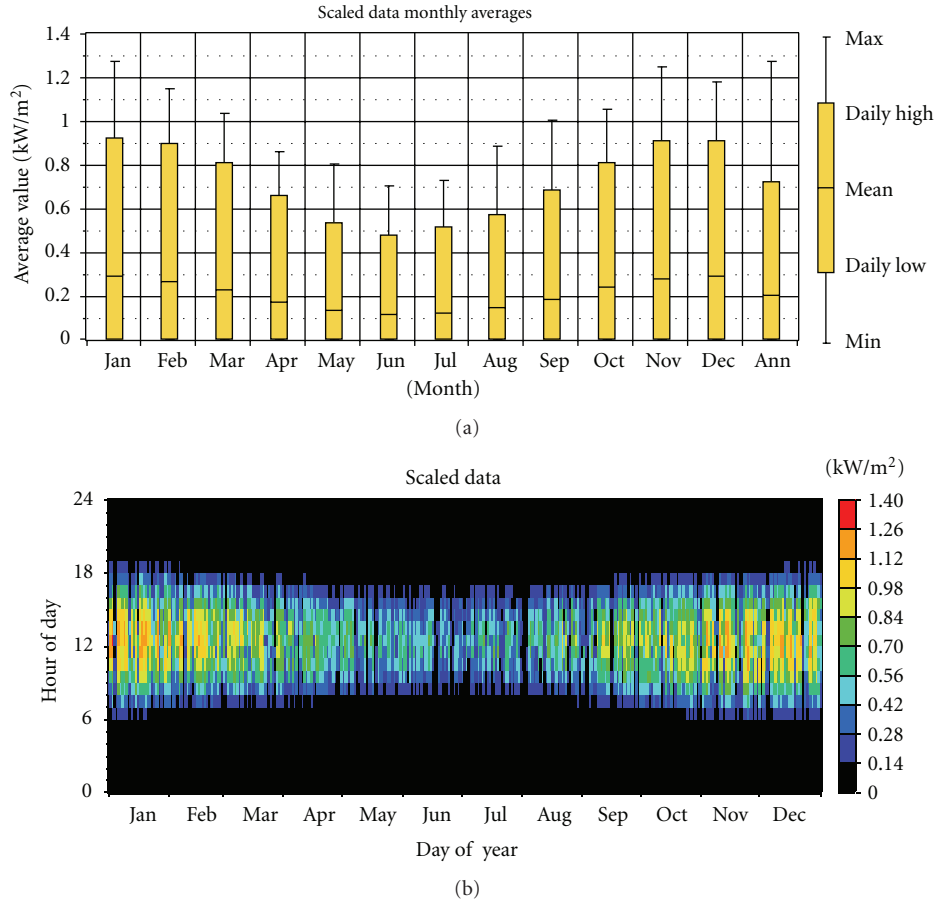 Scaled data monthly averages
Average value (kW/m²)
1.4
1.2
1
0.8
0.6
0.4
0.2
0
Jan Feb Mar Apr May Jun Jul Aug Sep Oct Nov Dec Ann
(Month)
Max
Daily high
Mean
Daily low
Min
(a)
Scaled data
(kW/m²)
Hour of day
24
18
12
6
0
Jan Feb Mar Apr May Jun Jul Aug Sep Oct Nov Dec
Day of year
1.40
1.26
1.12
0.98
0.84
0.70
0.56
0.42
0.28
0.14
0
(b)